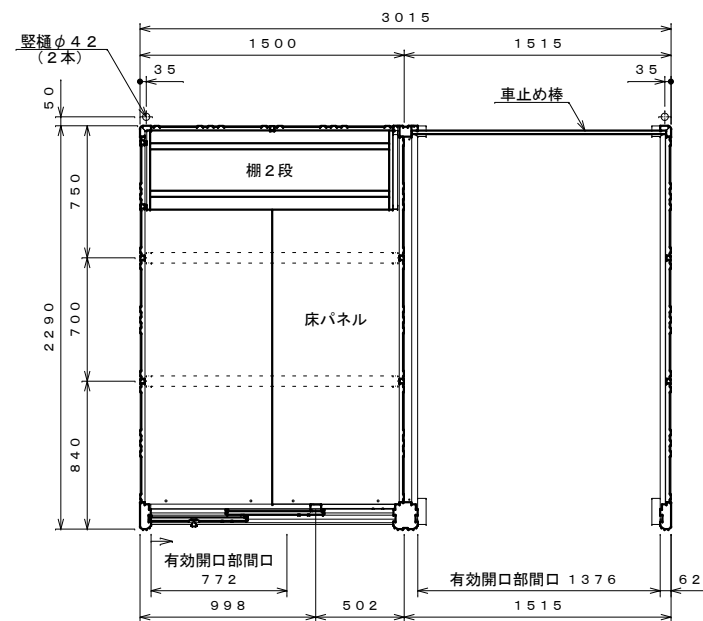 ３０１５
１５００
１５１５
竪樋φ４２
（２本）
３５
３５
５０
車止め棒
棚２段
７５０
２２９０
７００
床パネル
８４０
有効開口部間口
７７２
有効開口部間口 １３７６
６２
９９８
５０２
１５１５